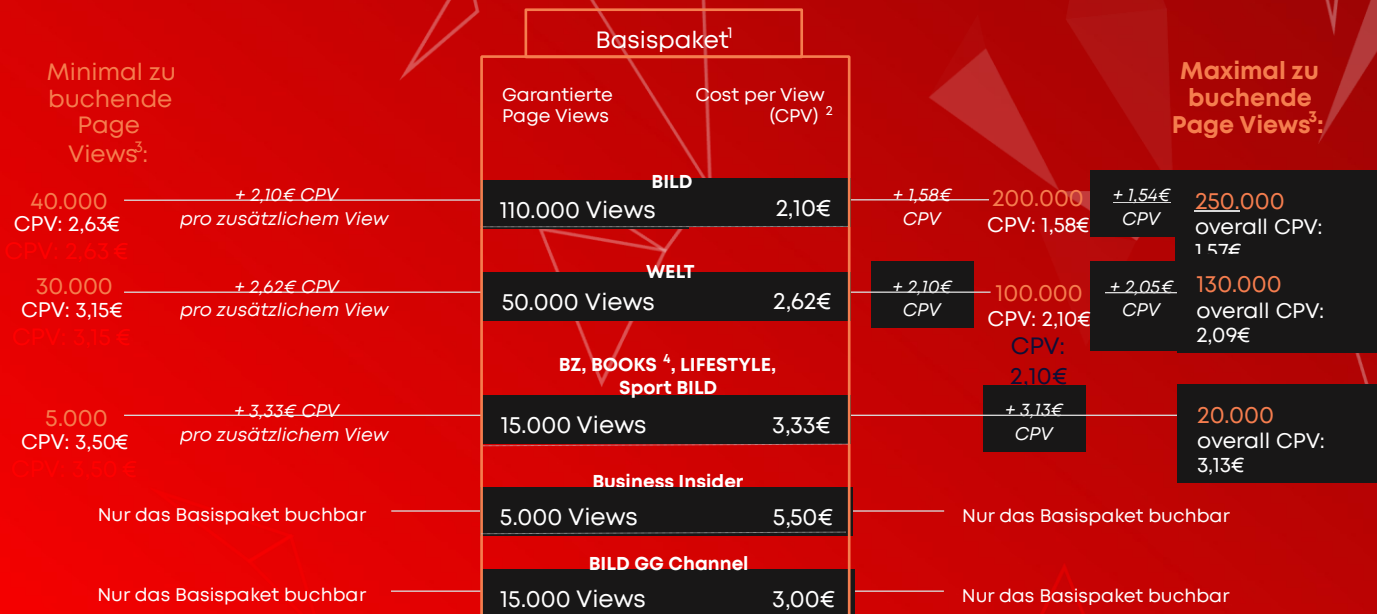 Basispaket¹
Minimal zu
buchende
Page
Views³:
Garantierte
Page Views
Cost per View
(CPV) ²
Maximal zu
buchende
Page Views³:
BILD
40.000
CPV: 2,63€
CPV: 2,63€
+ 2,10€ CPV
pro zusätzlichem View
110.000 Views 2,10€
+ 1,58€
CPV
200.000
CPV: 1,58€
+ 1,54€
CPV
250.000
overall CPV:
1,57€
WELT
30.000
CPV: 3,15€
CPV: 3,15 €
+ 2,62€ CPV
pro zusätzlichem View
50.000 Views 2,62€
+ 2,10€
CPV
100.000
CPV: 2,10€
CPV:
2,10€
+ 2,05€
CPV
130.000
overall CPV:
2,09€
BZ, BOOKS ⁴, LIFESTYLE,
Sport BILD
5.000
CPV: 3,50€
CPV: 3,50 €
+ 3,33€ CPV
pro zusätzlichem View
15.000 Views 3,33€
+ 3,13€
CPV
20.000
overall CPV:
3,13€
Business Insider
Nur das Basispaket buchbar
5.000 Views 5,50€
Nur das Basispaket buchbar
BILD GG Channel
Nur das Basispaket buchbar
15.000 Views 3,00€
Nur das Basispaket buchbar